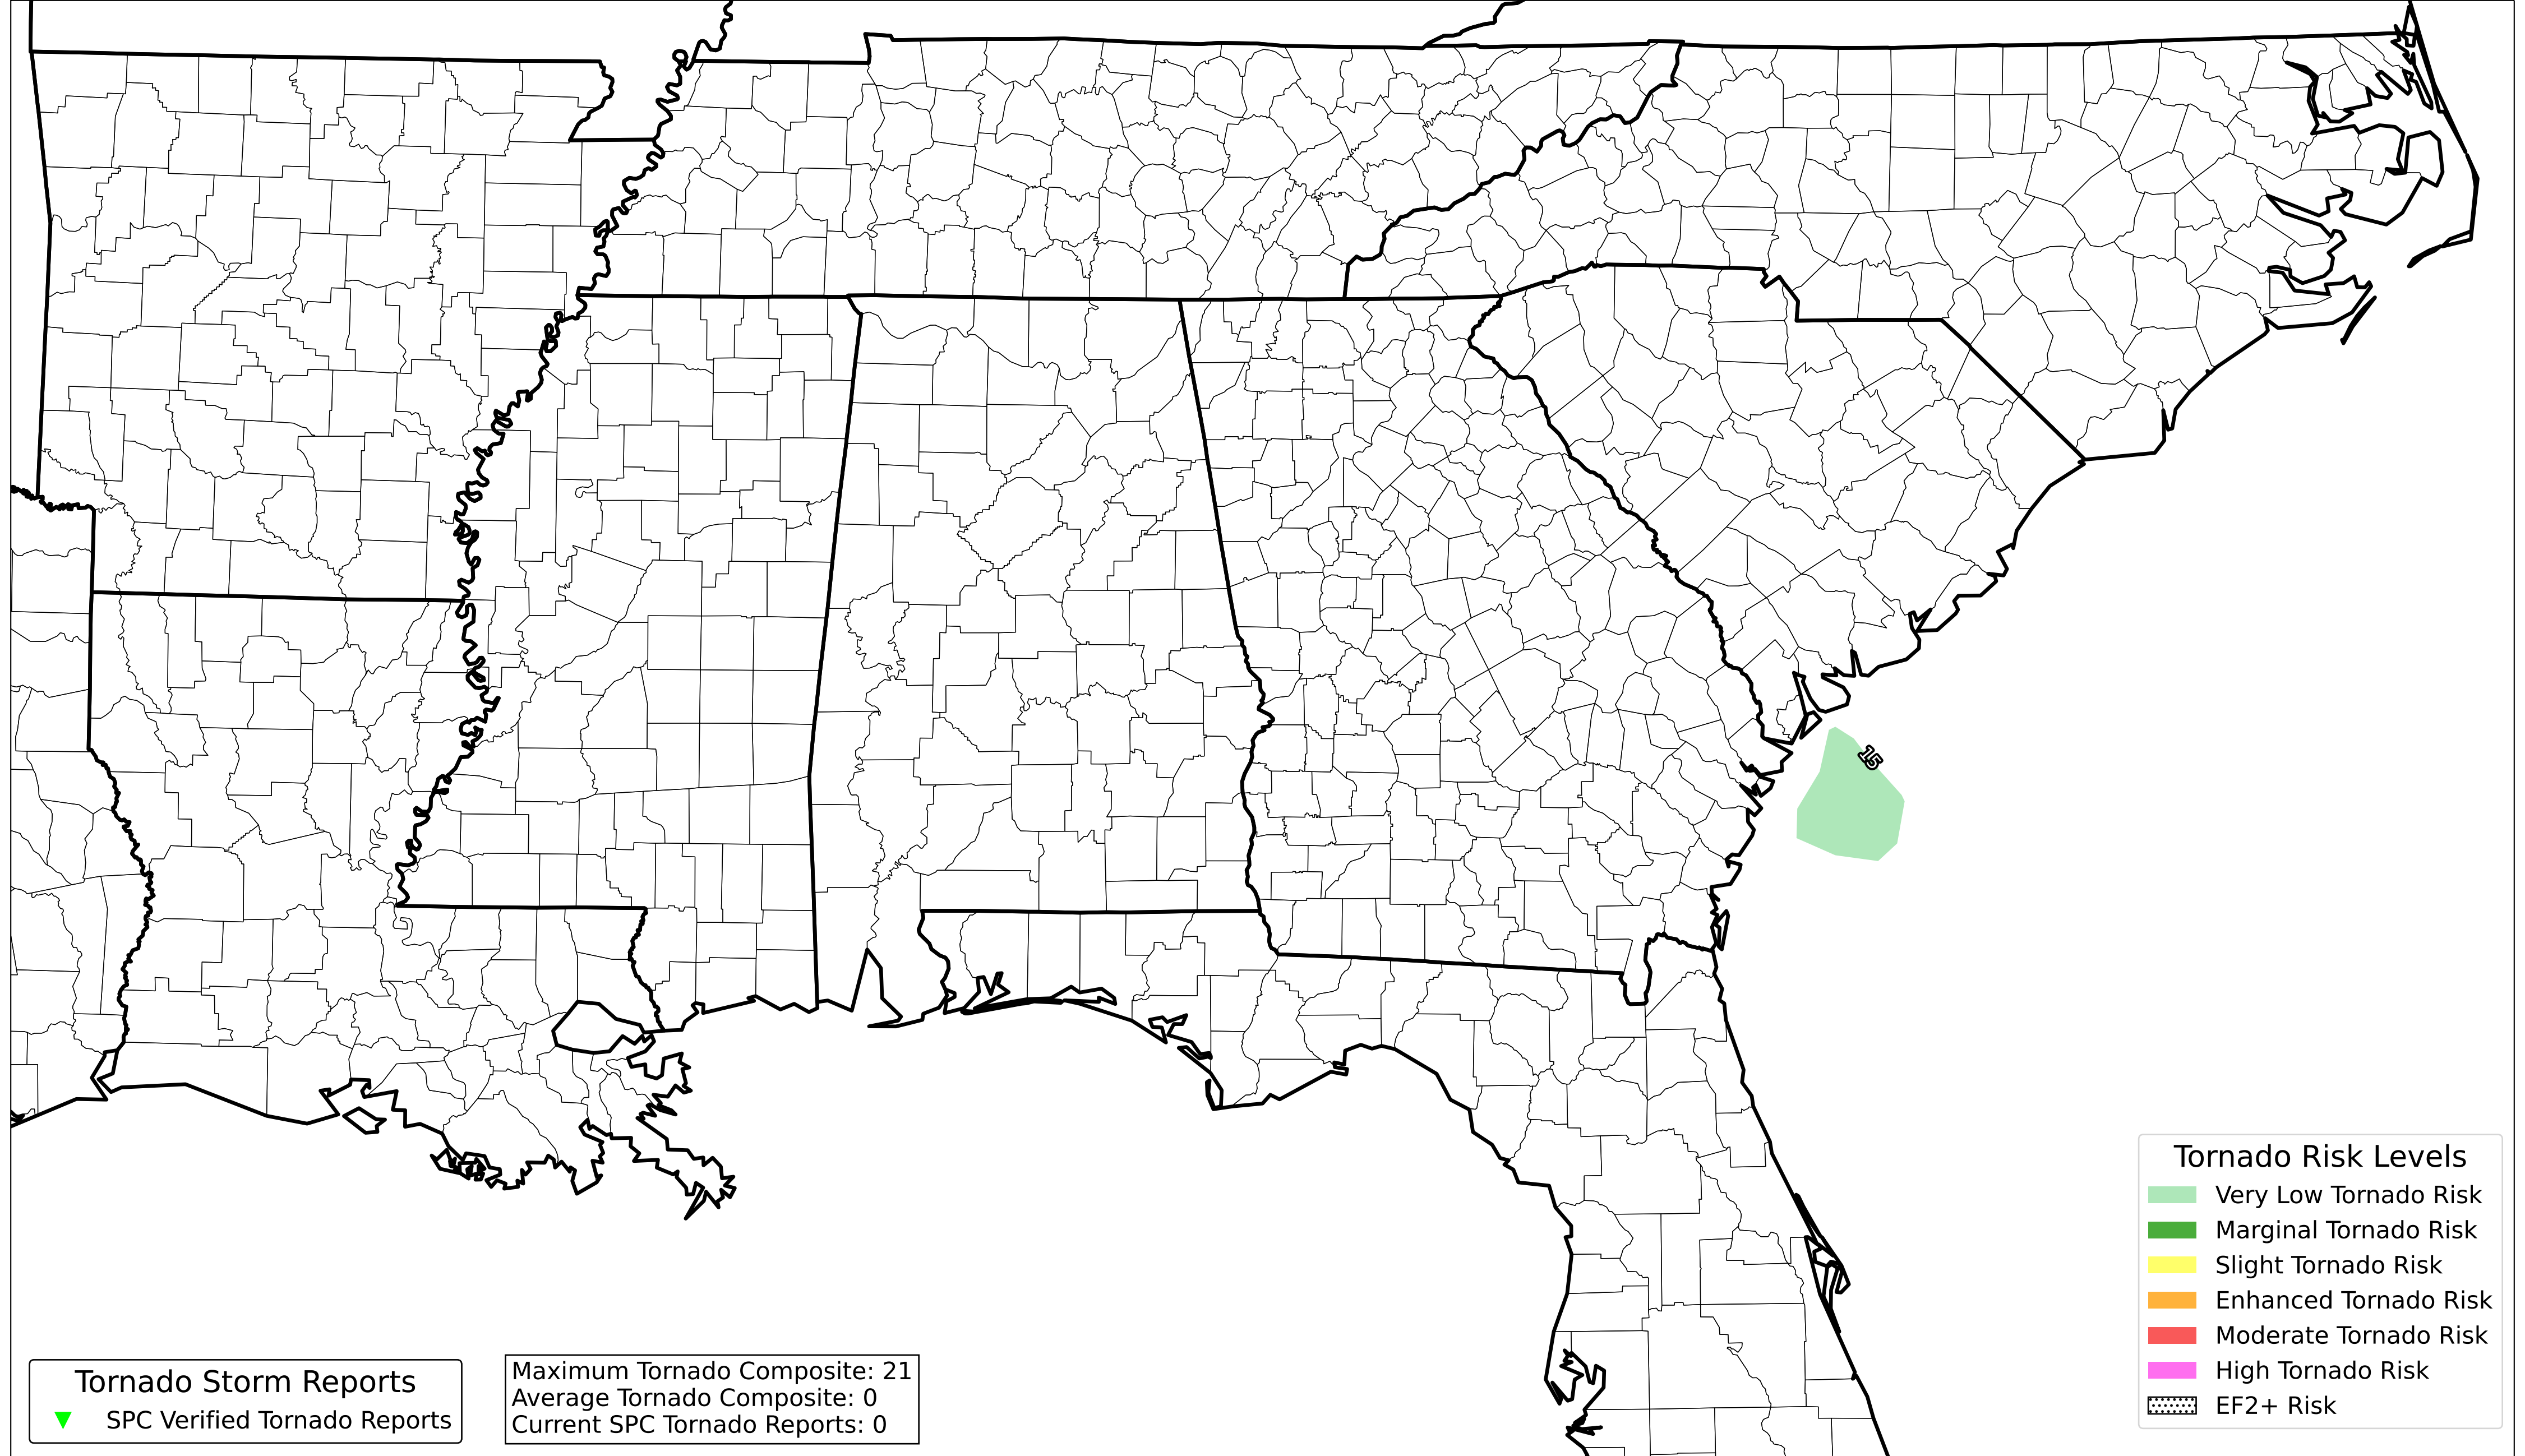 15
Tornado Risk Levels
Very Low Tornado Risk
Marginal Tornado Risk
Slight Tornado Risk
Enhanced Tornado Risk
Moderate Tornado Risk
High Tornado Risk
EF2+ Risk
Tornado Storm Reports
SPC Verified Tornado Reports
Maximum Tornado Composite: 21
Average Tornado Composite: 0
Current SPC Tornado Reports: 0